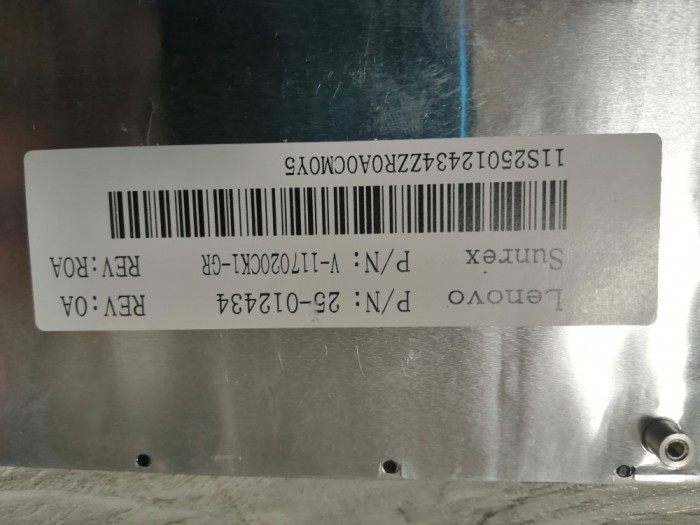 Lenovo P/N: 25-012434 REV:0A
Sunrex P/N: V-117020CK1-GR REV:R0A
11S25012434ZZR0A0CM0Y5